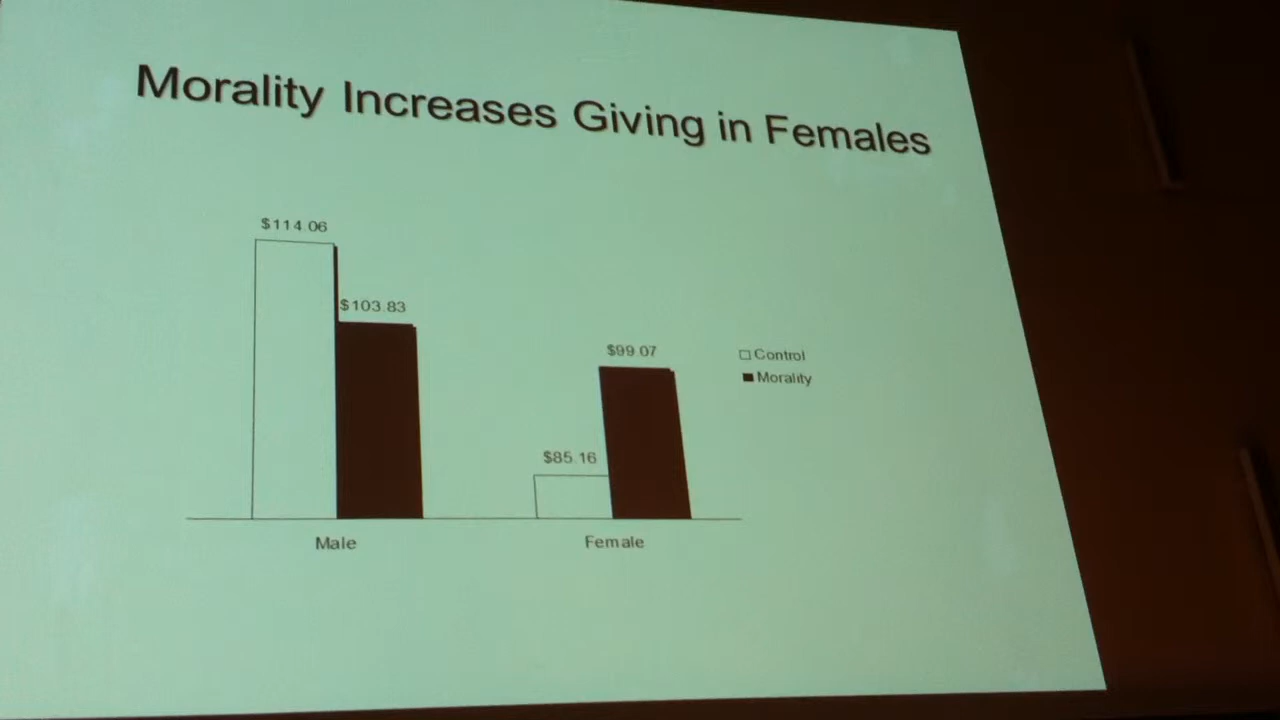 Morality Increases Giving in Females
$114.06
$103.83
$99.07
$85.16
Control
Morality
Male
Female